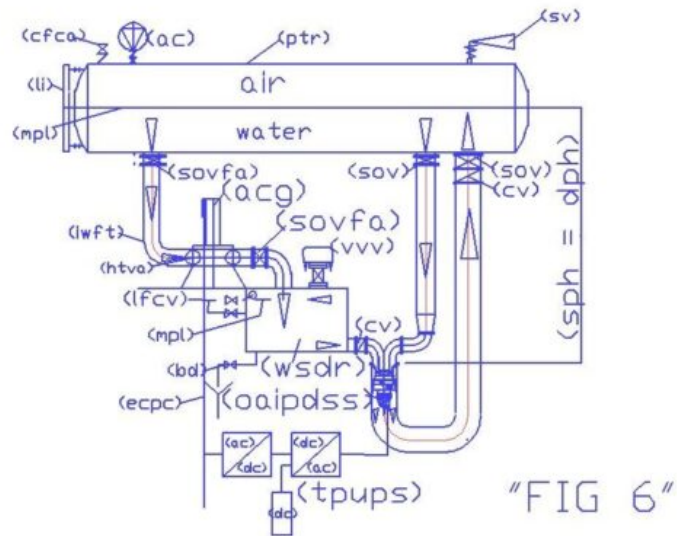 (cfca)
(ac)
(ptr)
(sv)
(li)
air
(mpl)
water
(sovfa)
(sov)
(sov)
(cv)
(acg)
(sovfa)
(iwft)
(vvv)
(htva)
(sph = dph)
(lfcv)
(mpl)
(cv)
(bd)
(wsdr)
(ecpc)
(oaipdss)
(ac)
(dc)
(dc)
(ac)
(tpups)
(dc)
"FIG 6"